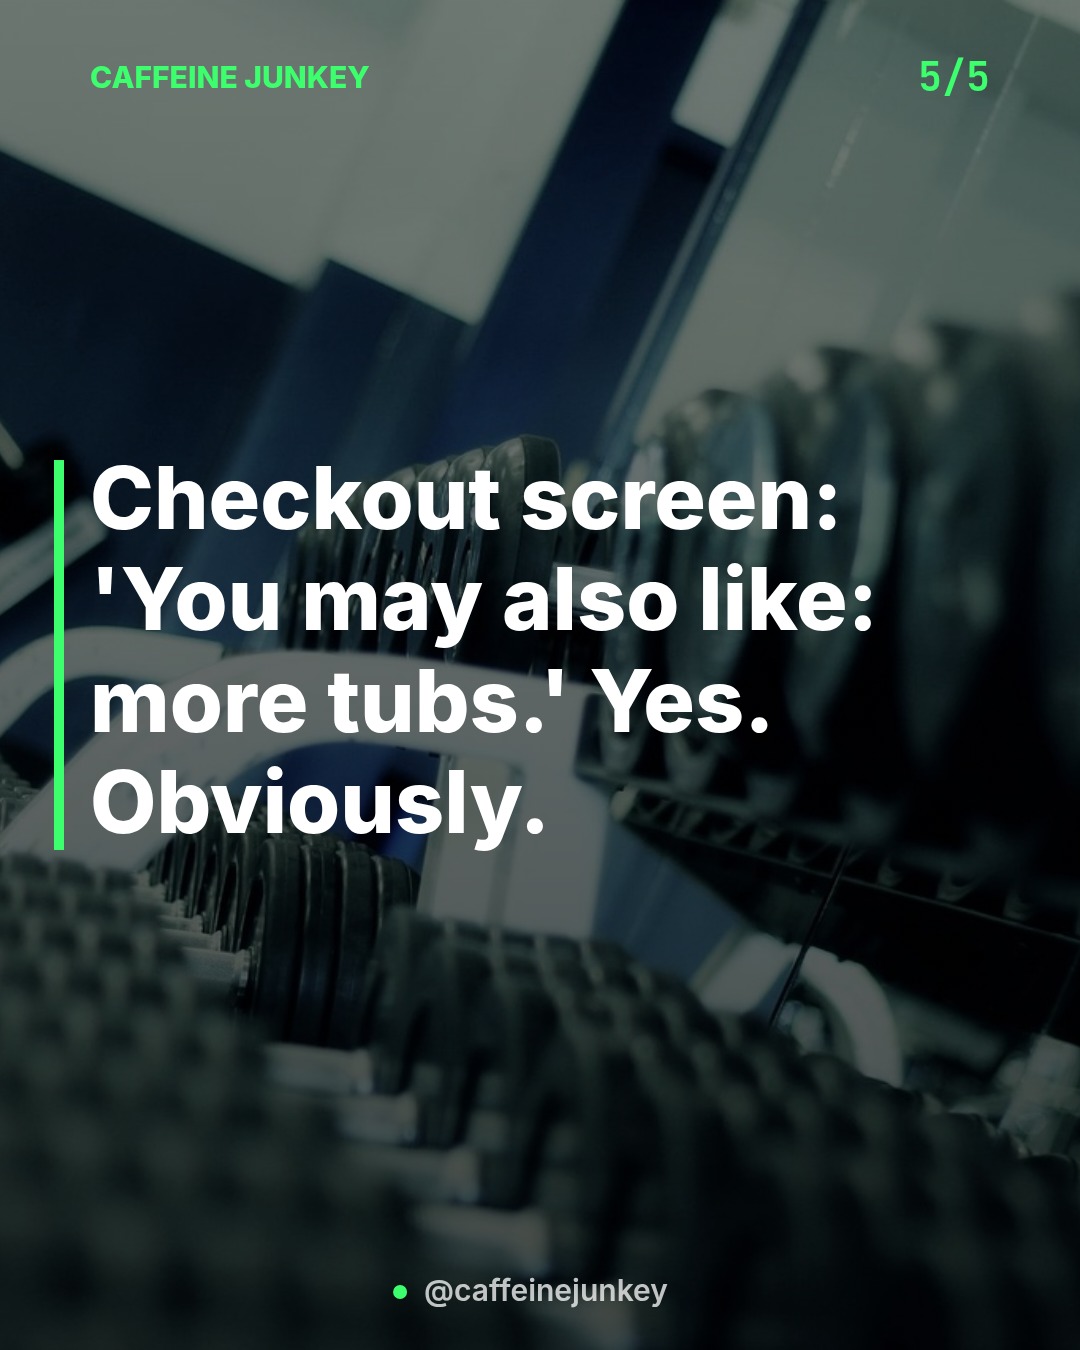 CAFFEINE JUNKEY
5/5
Checkout screen:
'You may also like:
more tubs.' Yes.
Obviously.
@caffeinejunkey